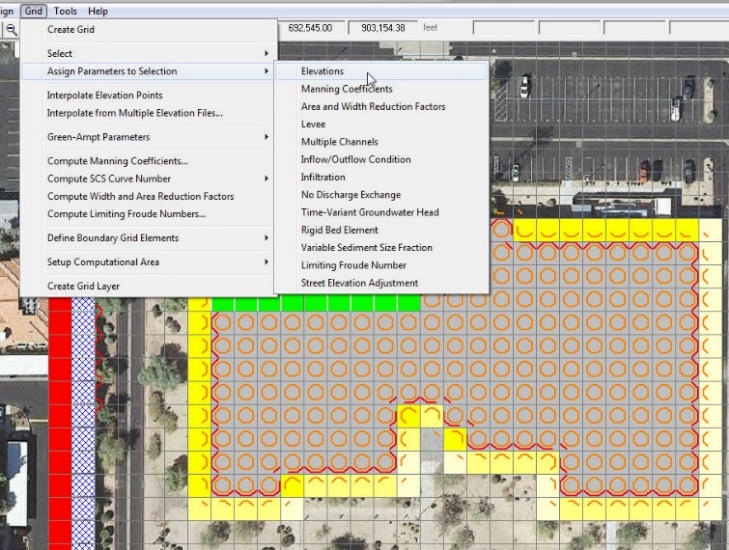 ign Grid Tools Help
692,545.00 903,154.38 feet
Create Grid
Select
Assign Parameters to Selection
Interpolate Elevation Points
Interpolate from Multiple Elevation Files...
Green-Ampt Parameters
Compute Manning Coefficients...
Compute SCS Curve Number
Compute Width and Area Reduction Factors
Compute Limiting Froude Numbers...
Define Boundary Grid Elements
Setup Computational Area
Create Grid Layer
Elevations
Manning Coefficients
Area and Width Reduction Factors
Levee
Multiple Channels
Inflow/Outflow Condition
Infiltration
No Discharge Exchange
Time-Variant Groundwater Head
Rigid Bed Element
Variable Sediment Size Fraction
Limiting Froude Number
Street Elevation Adjustment